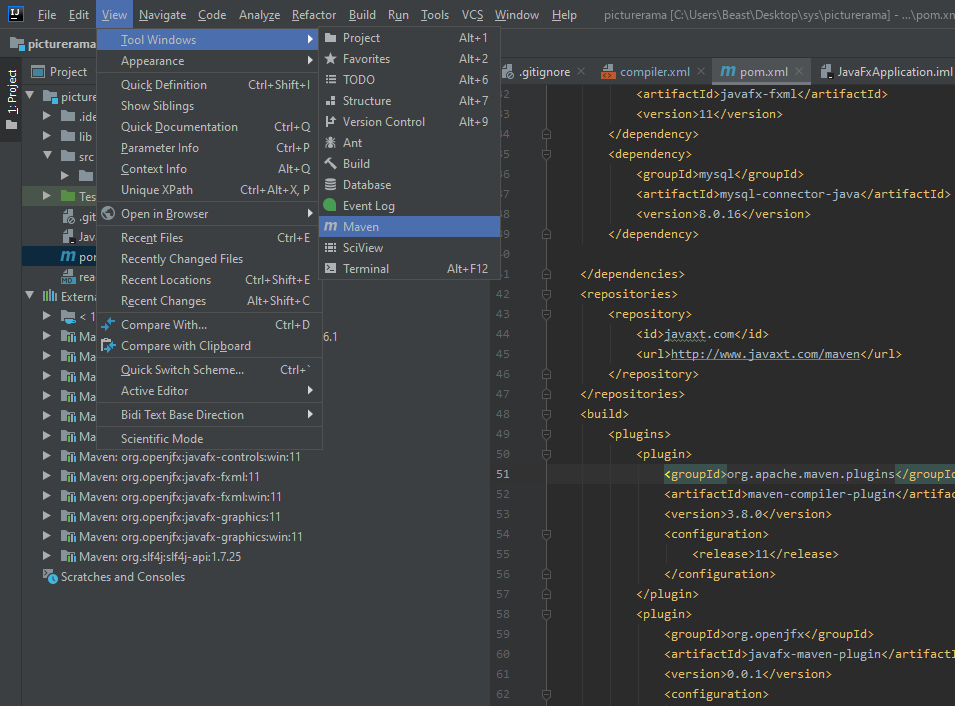 IJ File Edit View Navigate Code Analyze Refactor Build Run Tools VCS Window Help picturerama [C:\Users\Beast\Desktop\sys\picturerama] - ...\pom.xm
picturerama
1: Project
Project
picture
.ide
lib
src
Tes
.git
Java
pom
rea
Externa
< 1
Ma
Ma
Ma
Ma
Ma
Ma
Maven: org.openjfx:javafx-controls:win:11
Maven: org.openjfx:javafx-fxml:11
Maven: org.openjfx:javafx-fxml:win:11
Maven: org.openjfx:javafx-graphics:11
Maven: org.openjfx:javafx-graphics:win:11
Maven: org.slf4j:slf4j-api:1.7.25
Scratches and Consoles
6.1
Tool Windows
Appearance
Quick Definition Ctrl+Shift+I
Show Siblings
Quick Documentation Ctrl+Q
Parameter Info Ctrl+P
Context Info Alt+Q
Unique XPath Ctrl+Alt+X, P
Open in Browser
Recent Files Ctrl+E
Recently Changed Files
Recent Locations Ctrl+Shift+E
Recent Changes Alt+Shift+C
Compare With... Ctrl+D
Compare with Clipboard
Quick Switch Scheme... Ctrl+`
Active Editor
Bidi Text Base Direction
Scientific Mode
Project Alt+1
Favorites Alt+2
TODO Alt+6
Structure Alt+7
Version Control Alt+9
Ant
Build
Database
Event Log
Maven
SciView
Terminal Alt+F12
.gitignore compiler.xml pom.xml JavaFxApplication.iml
32 <artifactId>javafx-fxml</artifactId>
33 <version>11</version>
34 </dependency>
35 <dependency>
36 <groupId>mysql</groupId>
37 <artifactId>mysql-connector-java</artifactId>
38 <version>8.0.16</version>
39 </dependency>
40
41 </dependencies>
42 <repositories>
43 <repository>
44 <id>javaxt.com</id>
45 <url>http://www.javaxt.com/maven</url>
46 </repository>
47 </repositories>
48 <build>
49 <plugins>
50 <plugin>
51 <groupId>org.apache.maven.plugins</groupId
52 <artifactId>maven-compiler-plugin</artifac
53 <version>3.8.0</version>
54 <configuration>
55 <release>11</release>
56 </configuration>
57 </plugin>
58 <plugin>
59 <groupId>org.openjfx</groupId>
60 <artifactId>javafx-maven-plugin</artifactI
61 <version>0.0.1</version>
62 <configuration>